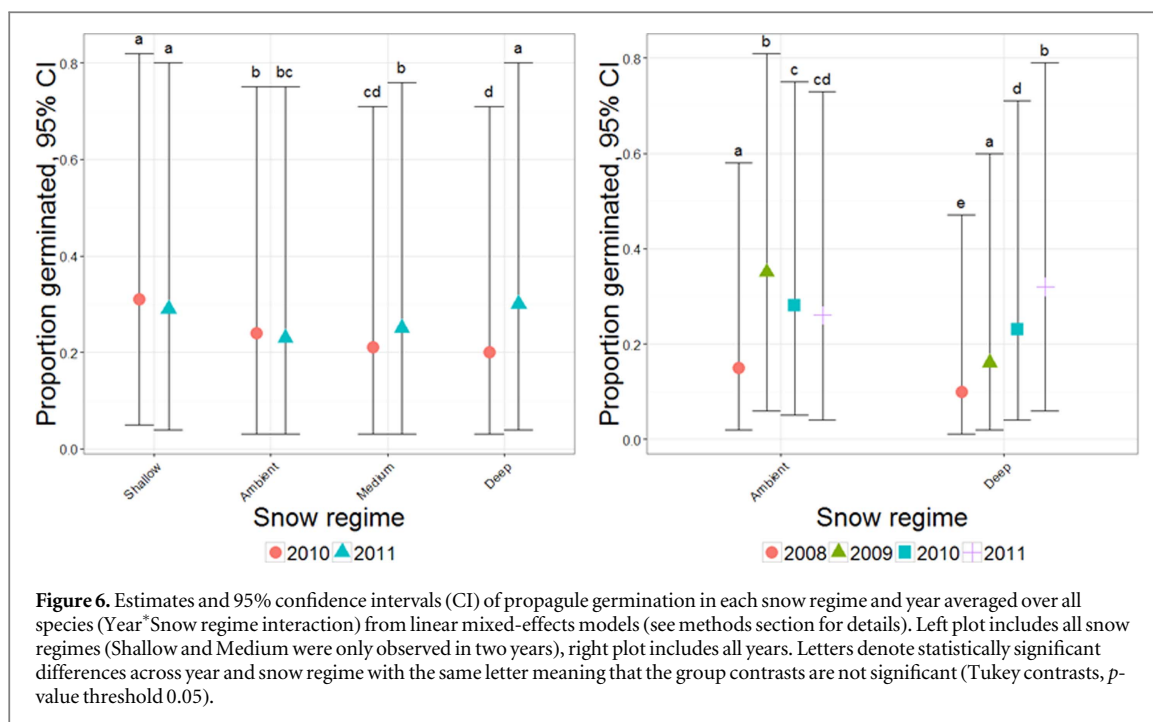 a a b bc cd b d a
Proportion germinated, 95% CI
0.8
0.6
0.4
0.2
0.0
Shallow Ambient Medium Deep
Snow regime
2010 2011
a b c cd e a d b
Proportion germinated, 95% CI
0.8
0.6
0.4
0.2
0.0
Ambient Deep
Snow regime
2008 2009 2010 2011
Figure 6. Estimates and 95% confidence intervals (CI) of propagule germination in each snow regime and year averaged over all
species (Year*Snow regime interaction) from linear mixed-effects models (see methods section for details). Left plot includes all snow
regimes (Shallow and Medium were only observed in two years), right plot includes all years. Letters denote statistically significant
differences across year and snow regime with the same letter meaning that the group contrasts are not significant (Tukey contrasts, p-
value threshold 0.05).